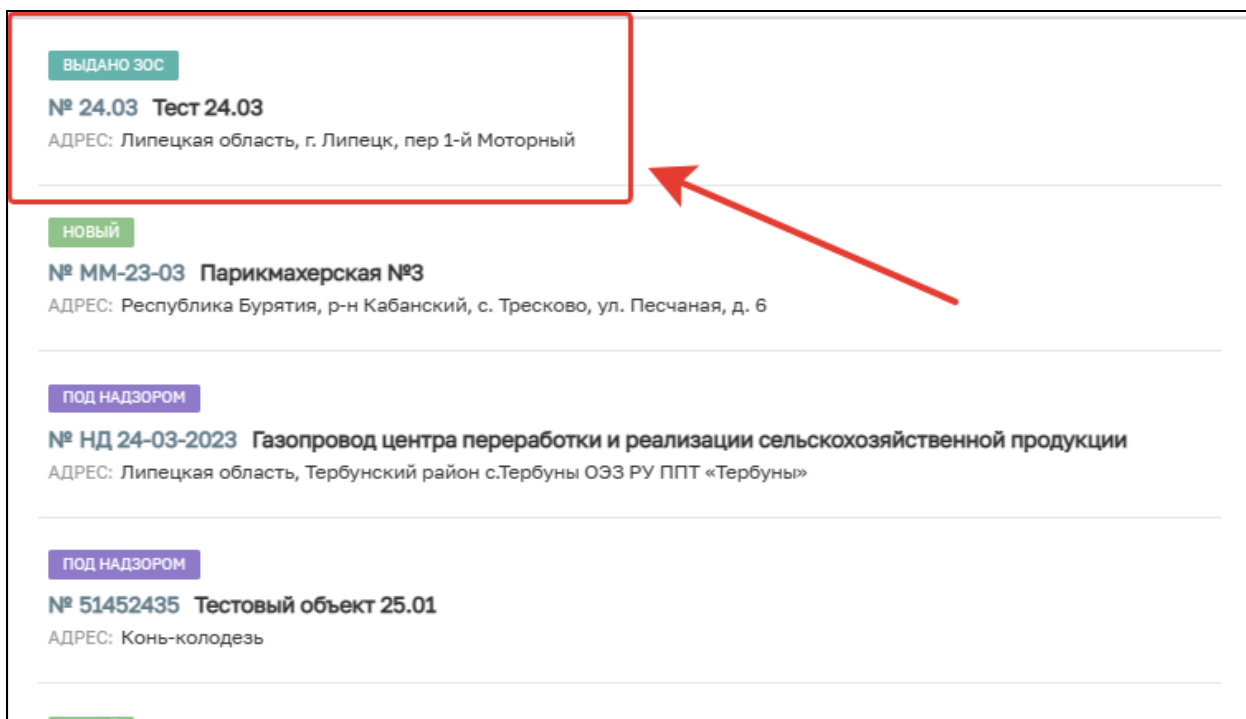 ВЫДАНО ЗОС
№ 24.03 Тест 24.03
АДРЕС: Липецкая область, г. Липецк, пер 1-й Моторный
НОВЫЙ
№ ММ-23-03 Парикмахерская №3
АДРЕС: Республика Бурятия, р-н Кабанский, с. Тресково, ул. Песчаная, д. 6
ПОД НАДЗОРОМ
№ НД 24-03-2023 Газопровод центра переработки и реализации сельскохозяйственной продукции
АДРЕС: Липецкая область, Тербунский район с.Тербуны ОЭЗ РУ ППТ «Тербуны»
ПОД НАДЗОРОМ
№ 51452435 Тестовый объект 25.01
АДРЕС: Конь-колодезь